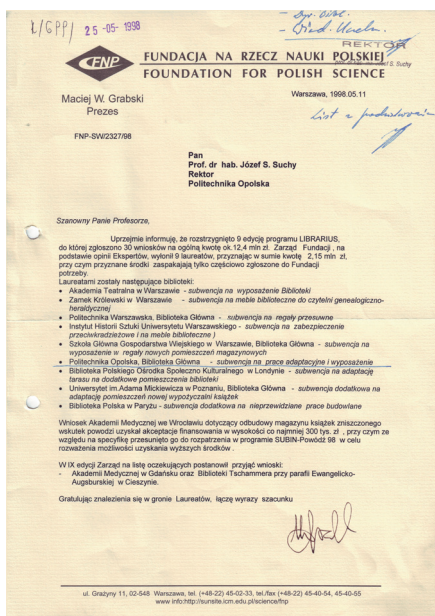 Ł/GPP/ 25 -05- 1998
- Dyr. Bibl.
REKTOR
prof. dr hab. Józef S. Suchy
FNP
FUNDACJA NA RZECZ NAUKI POLSKIEJ
FOUNDATION FOR POLISH SCIENCE
Maciej W. Grabski
Prezes
Warszawa, 1998.05.11
List z
FNP-SW/2327/98
Pan
Prof. dr hab. Józef S. Suchy
Rektor
Politechnika Opolska
Szanowny Panie Profesorze,
Uprzejmie informuję, że rozstrzygnięto 9 edycję programu LIBRARIUS,
do której zgłoszono 30 wniosków na ogólną kwotę ok.12,4 mln zł. Zarząd Fundacji , na
podstawie opinii Ekspertów, wyłonił 9 laureatów, przyznając w sumie kwotę 2,15 mln zł,
przy czym przyznane środki zaspakajają tylko częściowo zgłoszone do Fundacji
potrzeby.
Laureatami zostały następujące biblioteki:
• Akademia Teatralna w Warszawie - subwencja na wyposażenie Biblioteki
• Zamek Królewski w Warszawie - subwencja na meble biblioteczne do czytelni genealogiczno-
heraldycznej
• Politechnika Warszawska, Biblioteka Główna - subwencja na regały przesuwne
• Instytut Historii Sztuki Uniwersytetu Warszawskiego - subwencja na zabezpieczenie
przeciwkradzieżowe i na meble biblioteczne )
• Szkoła Główna Gospodarstwa Wiejskiego w Warszawie, Biblioteka Główna - subwencja na
wyposażenie w regały nowych pomieszczeń magazynowych
• Politechnika Opolska, Biblioteka Główna - subwencja na prace adaptacyjne i wyposażenie
• Biblioteka Polskiego Ośrodka Społeczno Kulturalnego w Londynie - subwencja na adaptację
tarasu na dodatkowe pomieszczenia biblioteki
• Uniwersytet im.Adama Mickiewicza w Poznaniu, Biblioteka Główna - subwencja dodatkowa na
adaptację pomieszczeń nowej wypożyczalni książek
• Biblioteka Polska w Paryżu - subwencja dodatkowa na nieprzewidziane prace budowlane
Wniosek Akademii Medycznej we Wrocławiu dotyczący odbudowy magazynu książek zniszczonego
wskutek powodzi uzyskał akceptację finansowania w wysokości co najmniej 300 tys. zł , przy czym ze
względu na specyfikę przesunięto go do rozpatrzenia w programie SUBIN-Powódź 98 w celu
rozważenia możliwości uzyskania wyższych środków .
W IX edycji Zarząd na listę oczekujących postanowił przyjąć wnioski:
- Akademii Medycznej w Gdańsku oraz Biblioteki Tschammera przy parafii Ewangelicko-
Augsburskiej w Cieszynie.
Gratulując znalezienia się w gronie Laureatów, łączę wyrazy szacunku
ul. Grażyny 11, 02-548 Warszawa, tel. (+48-22) 45-02-33, tel./fax (+48-22) 45-40-54, 45-40-55
www info:http://sunsite.icm.edu.pl/science/fnp